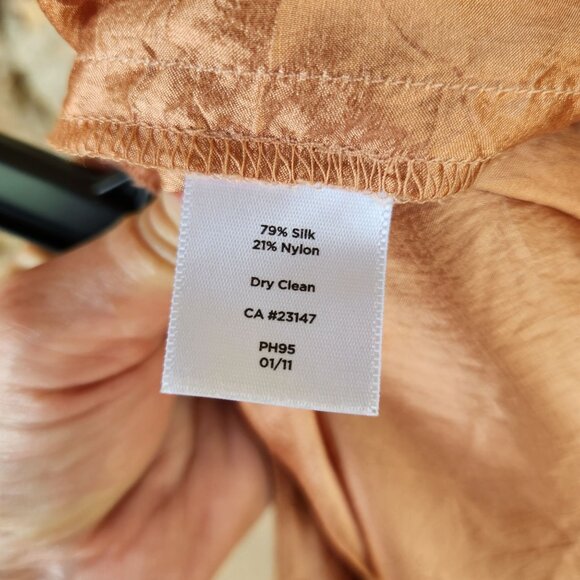 79% Silk
21% Nylon
Dry Clean
CA #23147
PH95
01/11